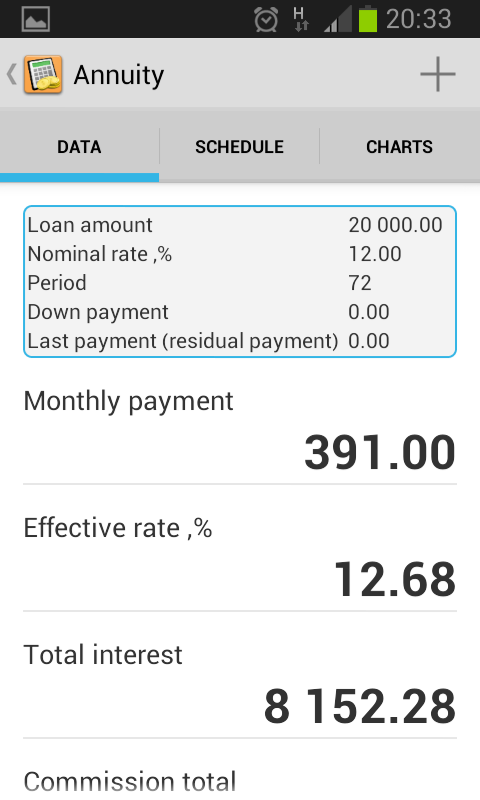 H 20:33
Annuity
DATA SCHEDULE CHARTS
Loan amount 20 000.00
Nominal rate ,% 12.00
Period 72
Down payment 0.00
Last payment (residual payment) 0.00
Monthly payment
391.00
Effective rate ,%
12.68
Total interest
8 152.28
Commission total